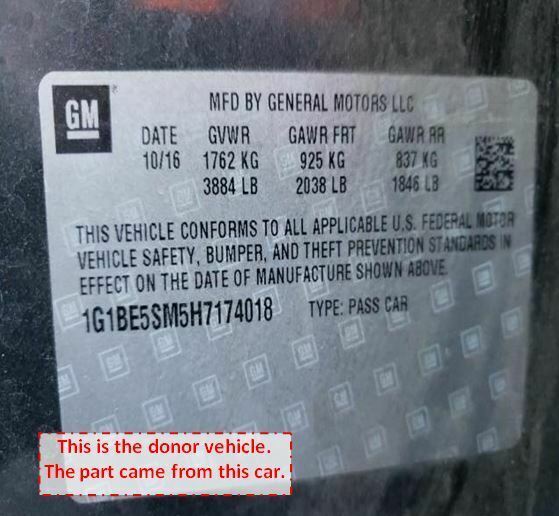 GM
MFD BY GENERAL MOTORS LLC
DATE GVWR GAWR FRT GAWR RR
10/16 1762 KG 925 KG 837 KG
3884 LB 2038 LB 1846 LB
THIS VEHICLE CONFORMS TO ALL APPLICABLE U.S. FEDERAL MOTOR
VEHICLE SAFETY, BUMPER, AND THEFT PREVENTION STANDARDS IN
EFFECT ON THE DATE OF MANUFACTURE SHOWN ABOVE.
1G1BE5SM5H7174018 TYPE: PASS CAR
This is the donor vehicle.
The part came from this car.